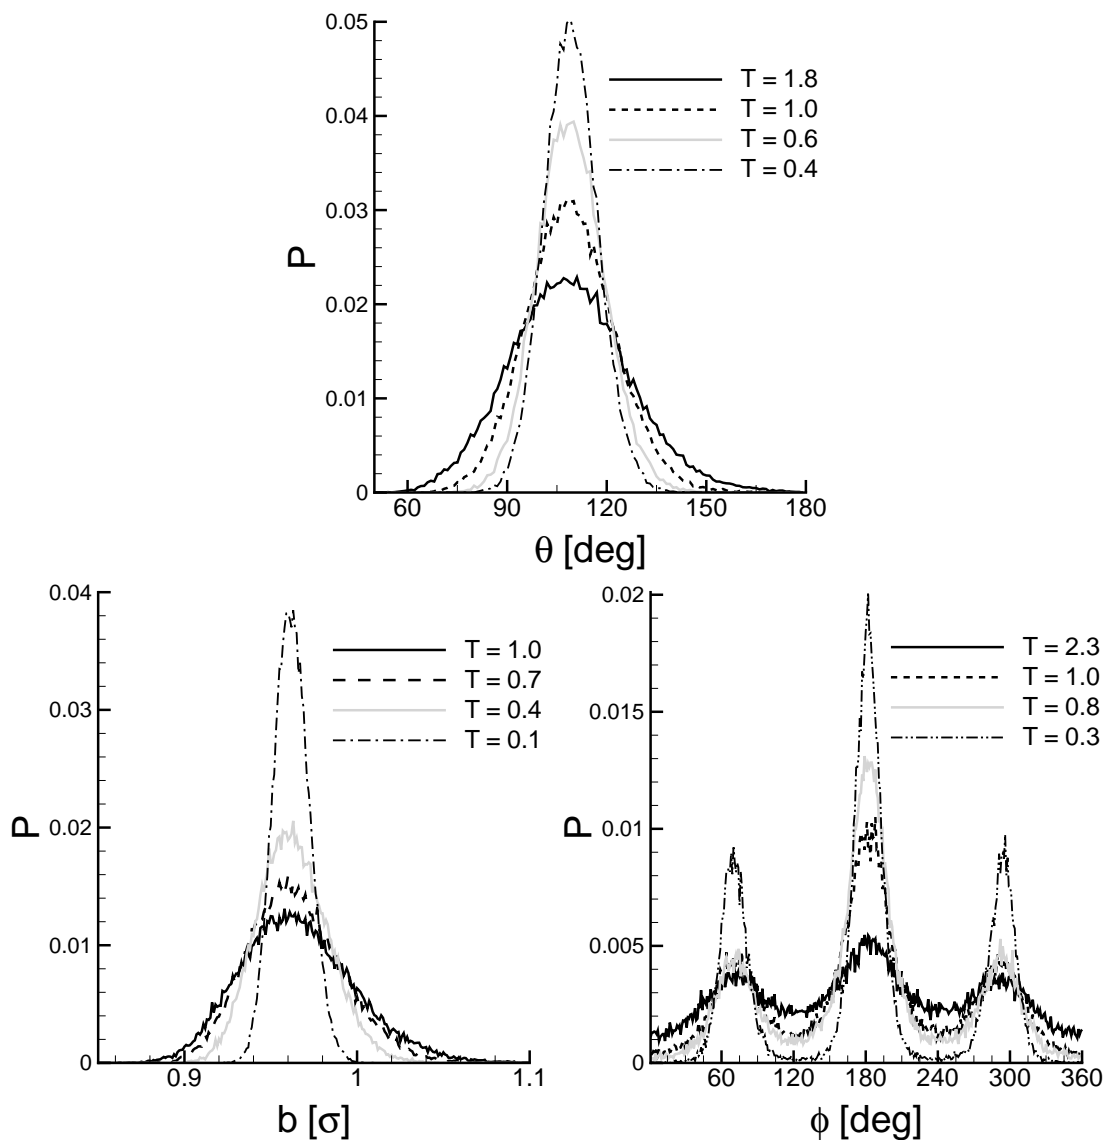 0.05
0.04
0.03
0.02
0.01
0
P
T = 1.8
T = 1.0
T = 0.6
T = 0.4
60 90 120 150 180
θ [deg]
0.04
0.03
0.02
0.01
0
P
T = 1.0
T = 0.7
T = 0.4
T = 0.1
0.9 1 1.1
b [σ]
0.02
0.015
0.01
0.005
0
P
T = 2.3
T = 1.0
T = 0.8
T = 0.3
60 120 180 240 300 360
ϕ [deg]